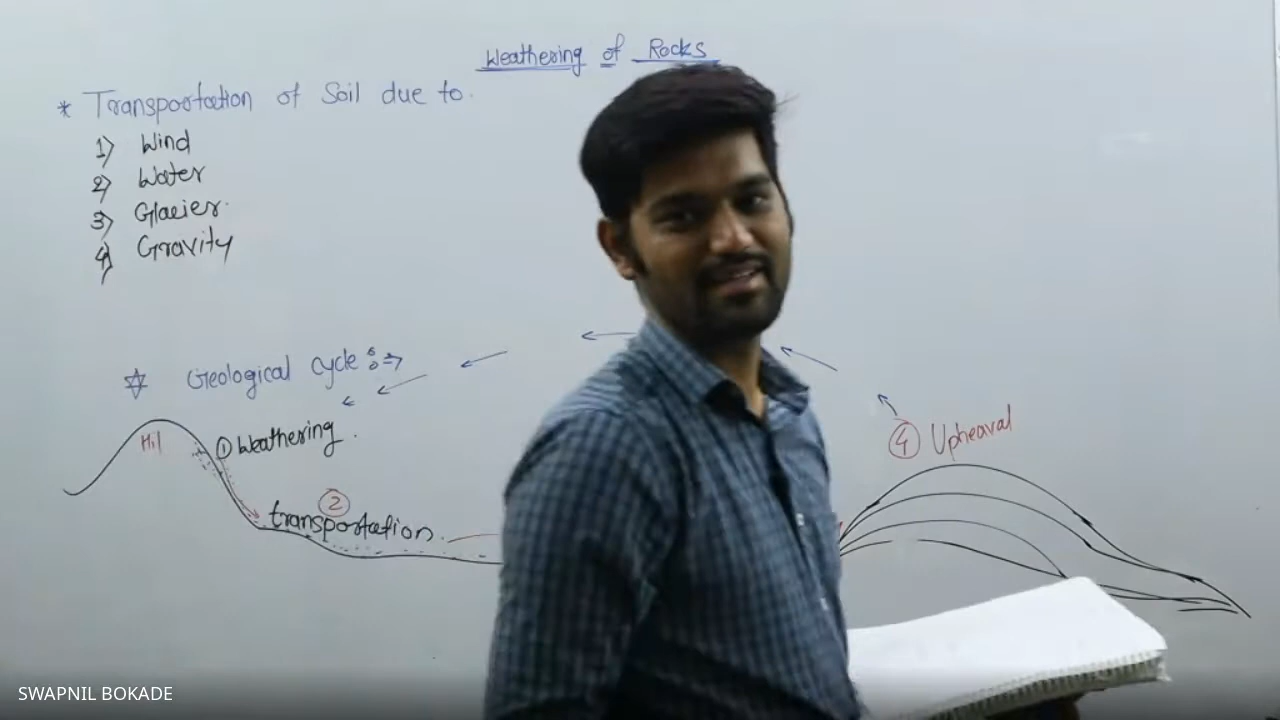 Weathering of Rocks
* Transportation of Soil due to.
1) Wind
2) Water
3) Glacier.
4) Gravity
Geological cycle :⇒
Hil
① Weathering.
②
transportation.
④ Upheaval
SWAPNIL BOKADE